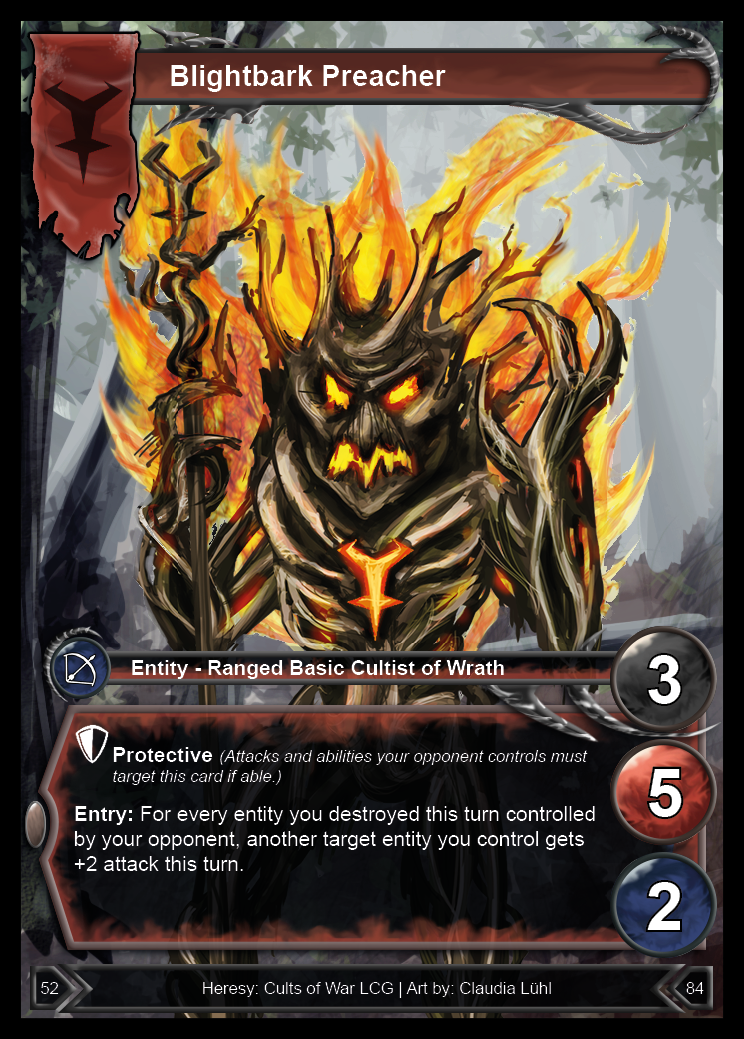 Blightbark Preacher
Entity - Ranged Basic Cultist of Wrath
3
Protective (Attacks and abilities your opponent controls must
target this card if able.)
5
Entry: For every entity you destroyed this turn controlled
by your opponent, another target entity you control gets
+2 attack this turn.
2
52
Heresy: Cults of War LCG | Art by: Claudia Lühl
84